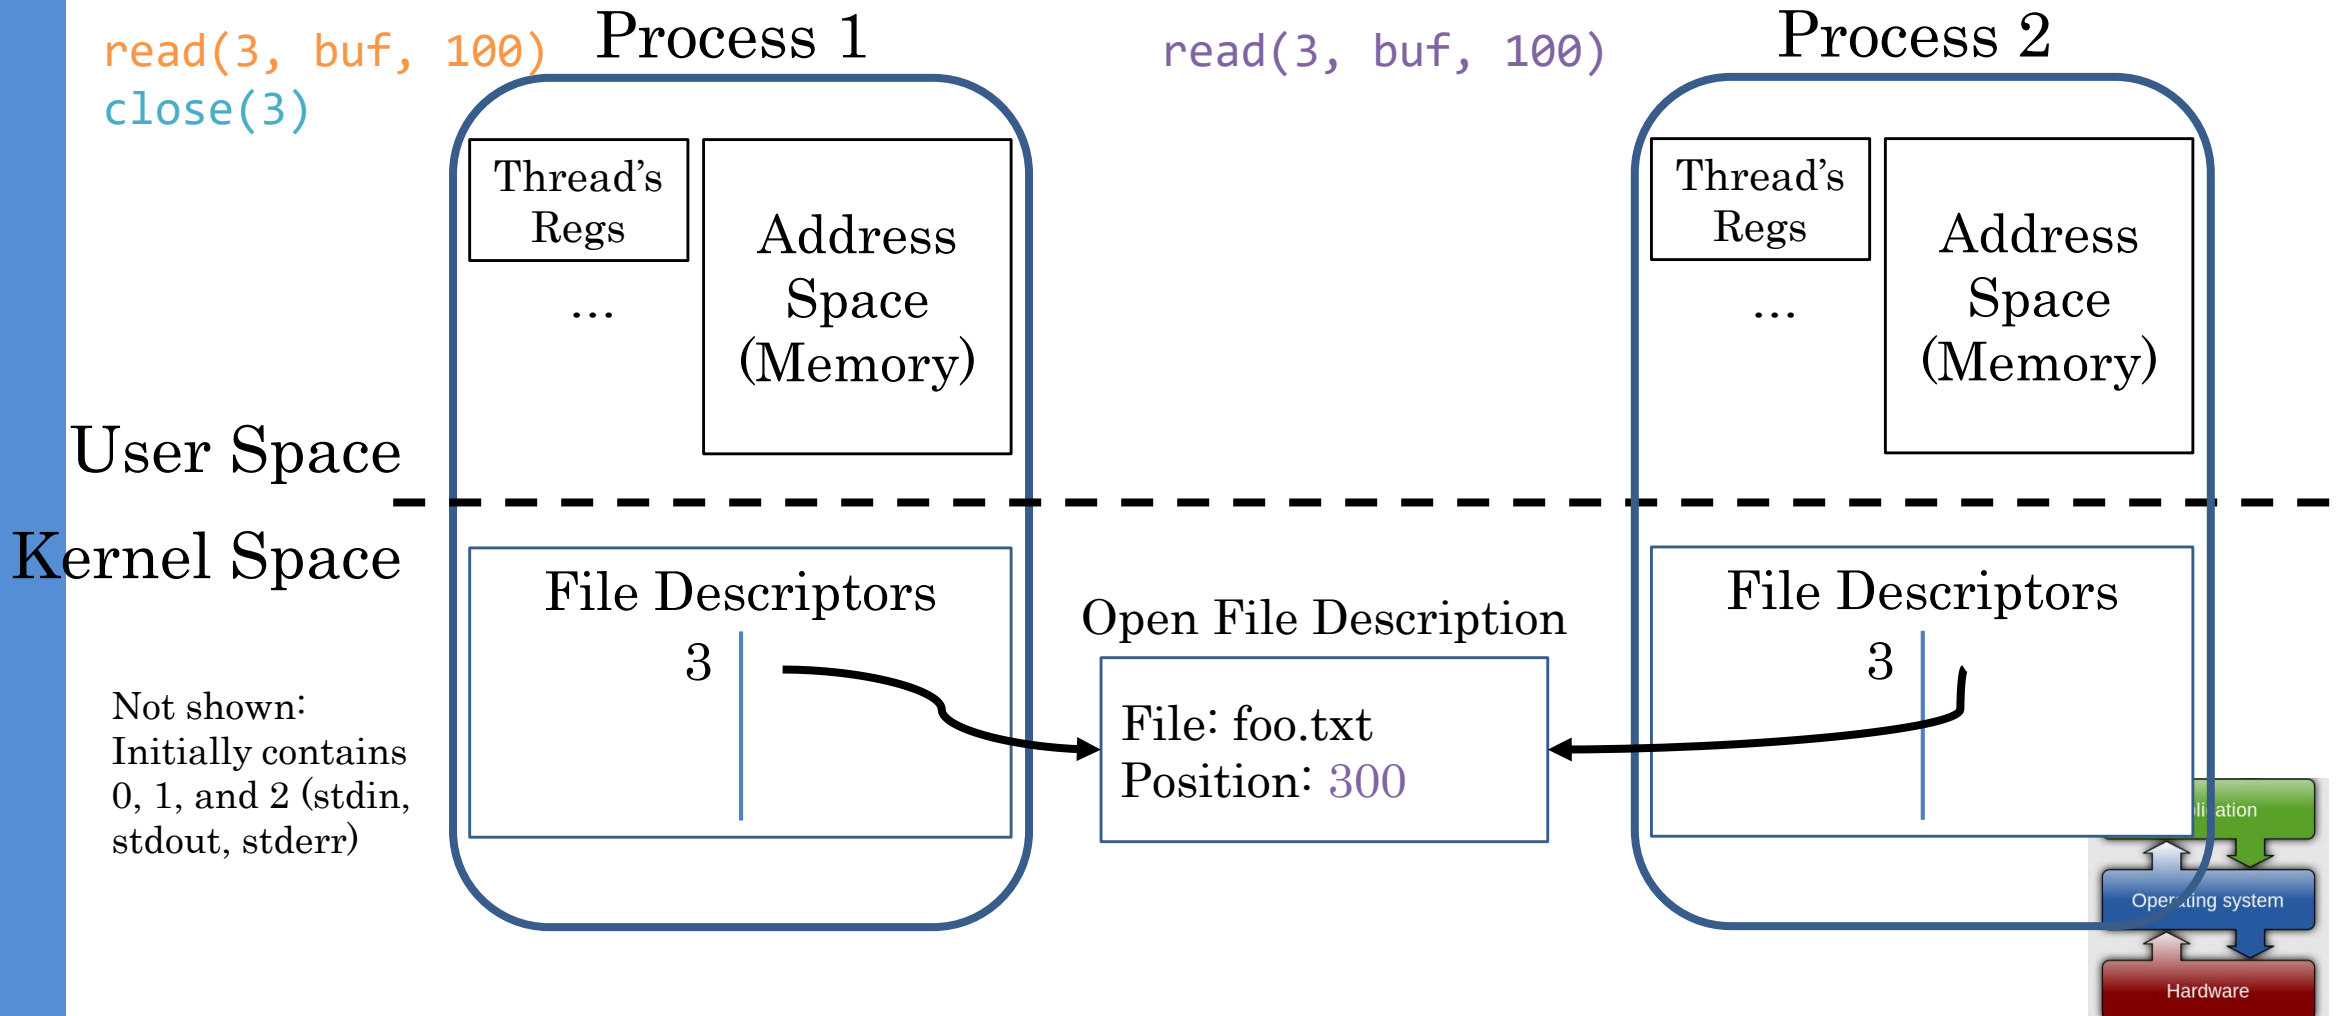 read(3, buf, 100)
close(3)
Process 1
read(3, buf, 100)
Process 2
Thread’s
Regs
...
Address
Space
(Memory)
Thread’s
Regs
...
Address
Space
(Memory)
User Space
Kernel Space
File Descriptors
3
Open File Description
File: foo.txt
Position: 300
File Descriptors
3
Not shown:
Initially contains
0, 1, and 2 (stdin,
stdout, stderr)
Operating system
Hardware